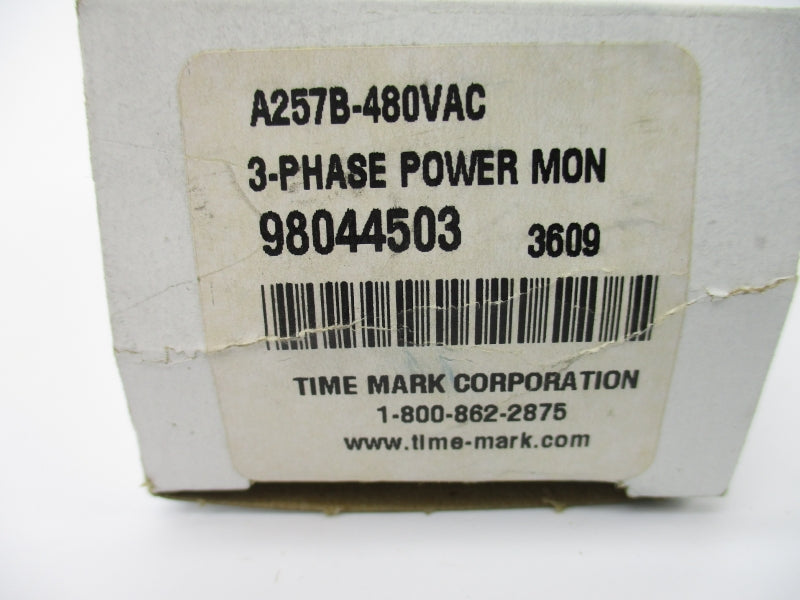 A257B-480VAC
3-PHASE POWER MON
98044503 3609
TIME MARK CORPORATION
1-800-862-2875
www.time-mark.com